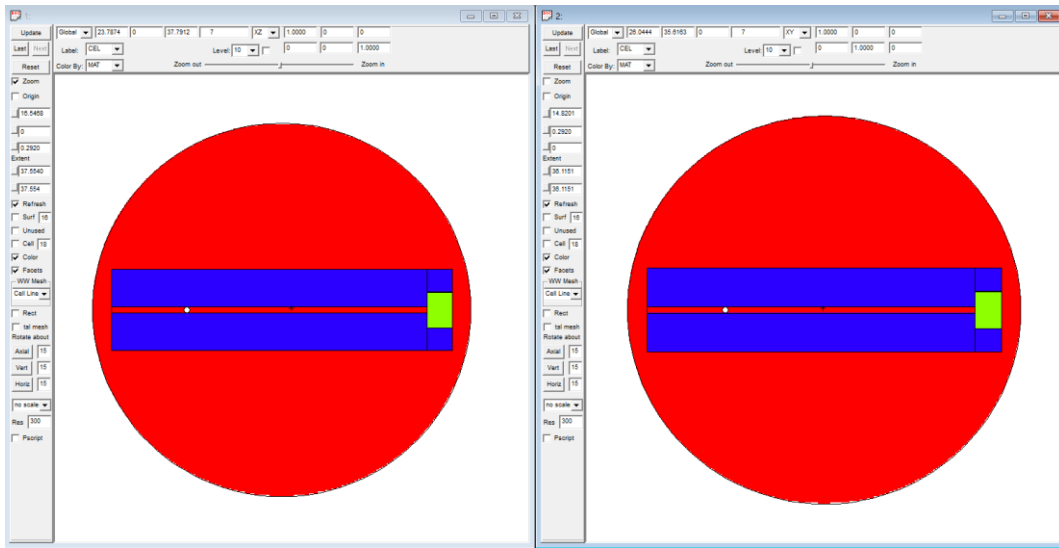 1:
Update Global 23.7874 0 37.7912 7 XZ 1.0000 0 0
Last Next Label: CEL Level: 10 0 0 1.0000
Reset Color By: MAT Zoom out Zoom in
Zoom
Origin
16.5468
0
0.2920
Extent
37.5540
37.554
Refresh
Surf 16
Unused
Cell 18
Color
Facets
WW Mesh
Cell Line
Rect
tal mesh
Rotate about
Axial 15
Vert 15
Horiz 15
no scale
Res 300
Psoript
2:
Update Global 26.0444 35.6163 0 7 XY 1.0000 0 0
Last Next Label: CEL Level: 10 0 1.0000 0
Reset Color By: MAT Zoom out Zoom in
Zoom
Origin
14.8201
0.2920
0
Extent
36.1151
36.1151
Refresh
Surf 16
Unused
Cell 18
Color
Facets
WW Mesh
Cell Line
Rect
tal mesh
Rotate about
Axial 15
Vert 15
Horiz 15
no scale
Res 300
Psoript